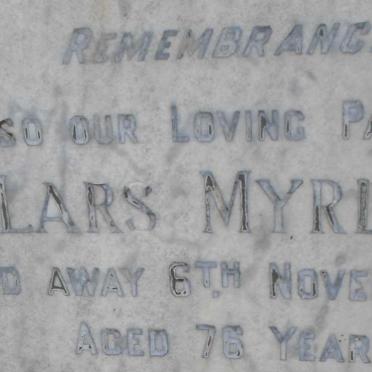 REMEMBRANC
SO OUR LOVING PA
LARS MYRL
D AWAY 6TH NOVE
AGED 76 YEAR